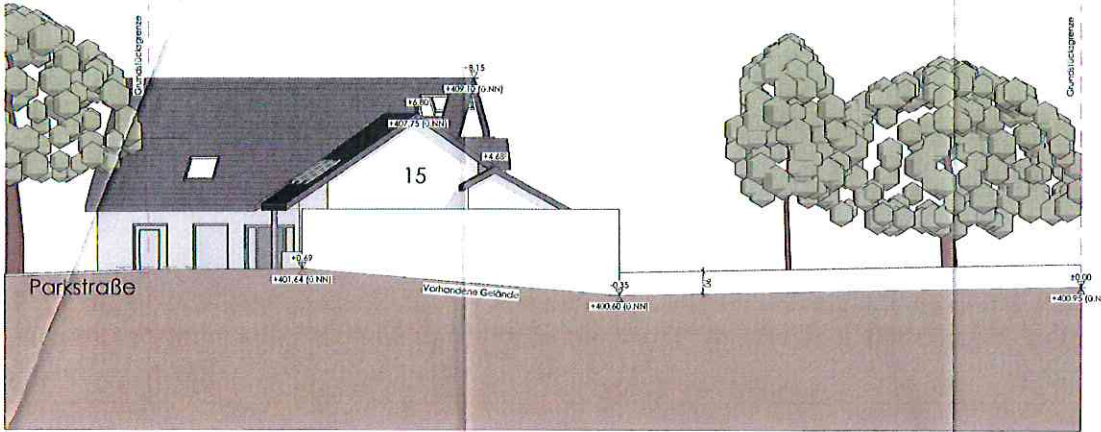 Grundstücksgrenze
Grundstücksgrenze
+8.15
+409.10 (ü.NN)
+6.80
+407.75 (ü.NN)
+4.68
15
+0.69
+401.64 (ü.NN)
Parkstraße
Vorhandene Gelände
-0.35
+400.60 (ü.NN)
±0.00
+400.95 (ü.N